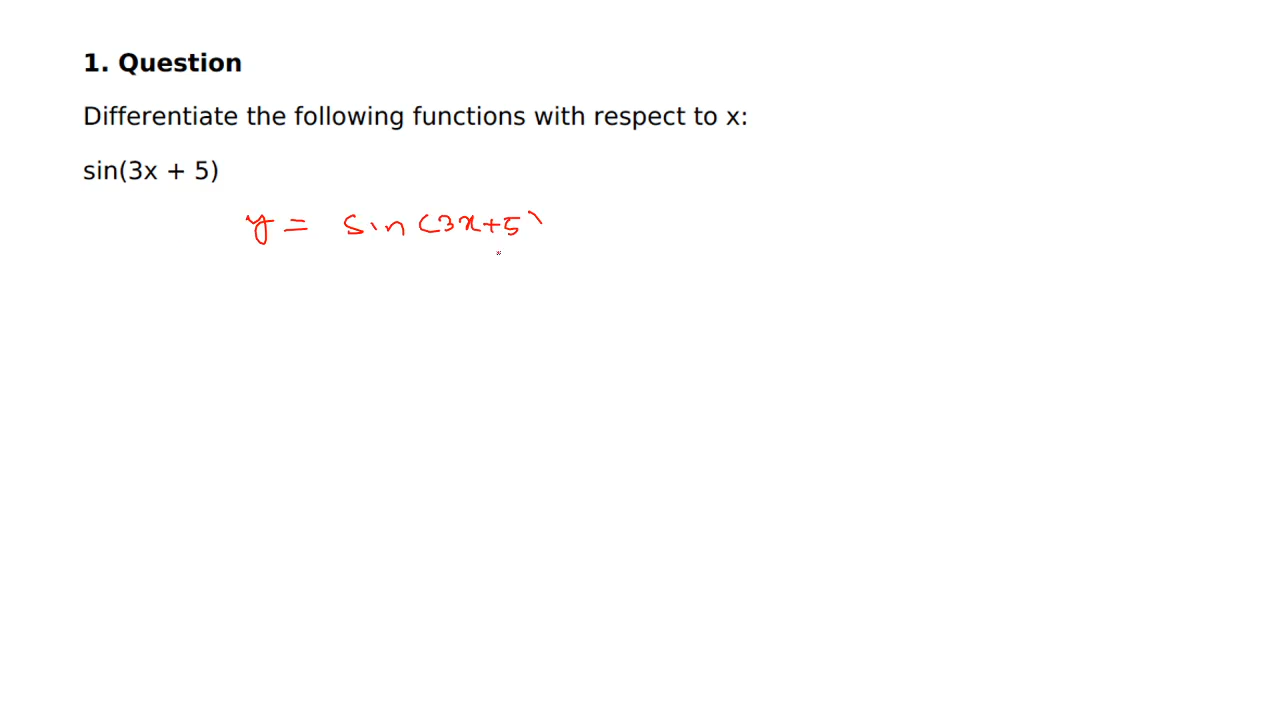 1. Question
Differentiate the following functions with respect to x:
sin(3x + 5)
y = sin(3x+5)